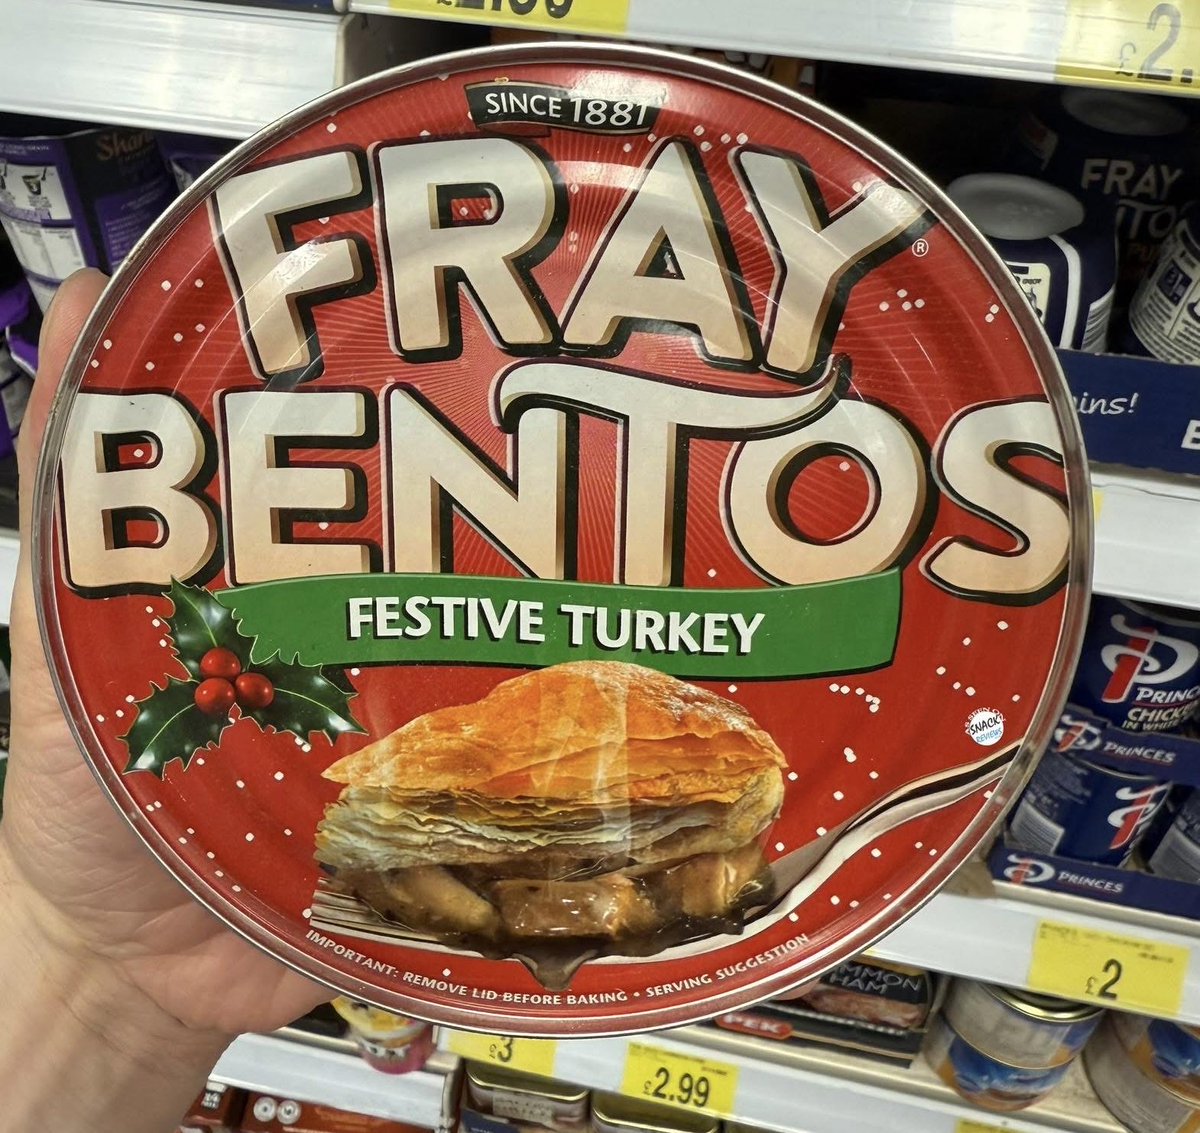 SINCE 1881
FRAY
BENTOS
®
FESTIVE TURKEY
SNACK
REVIEWS
IMPORTANT: REMOVE LID BEFORE BAKING • SERVING SUGGESTION
FRAY
ins!
PRINCES
PRINCES
£2
£3
£2.99